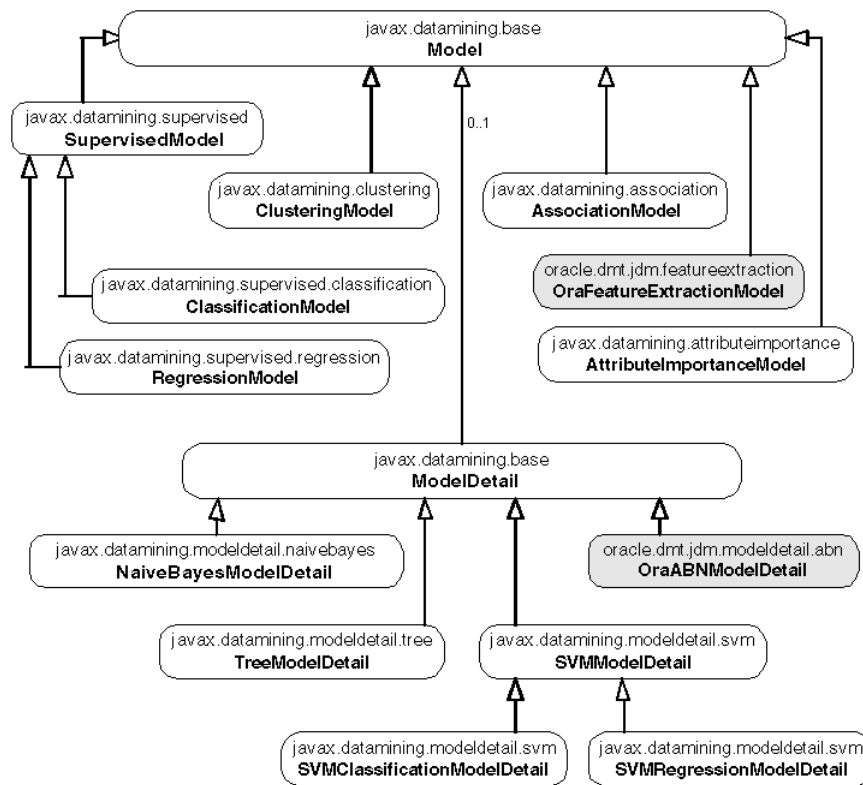 javax.datamining.base
Model
javax.datamining.supervised
SupervisedModel
0..1
javax.datamining.clustering
ClusteringModel
javax.datamining.association
AssociationModel
oracle.dmt.jdm.featureextraction
OraFeatureExtractionModel
javax.datamining.supervised.classification
ClassificationModel
javax.datamining.attributeimportance
AttributeImportanceModel
javax.datamining.supervised.regression
RegressionModel
javax.datamining.base
ModelDetail
javax.datamining.modeldetail.naivebayes
NaiveBayesModelDetail
oracle.dmt.jdm.modeldetail.abn
OraABNModelDetail
javax.datamining.modeldetail.tree
TreeModelDetail
javax.datamining.modeldetail.svm
SVMModelDetail
javax.datamining.modeldetail.svm
SVMClassificationModelDetail
javax.datamining.modeldetail.svm
SVMRegressionModelDetail